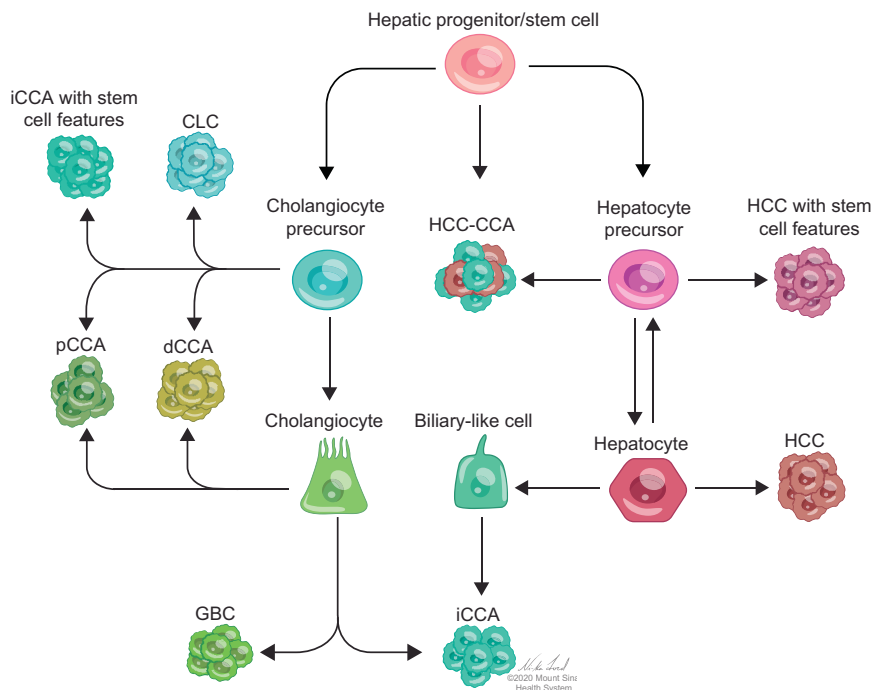 Hepatic progenitor/stem cell
iCCA with stem
cell features
CLC
Cholangiocyte
precursor
HCC-CCA
Hepatocyte
precursor
HCC with stem
cell features
pCCA
dCCA
Cholangiocyte
Biliary-like cell
Hepatocyte
HCC
GBC
iCCA
©2020 Mount Sina
Health System